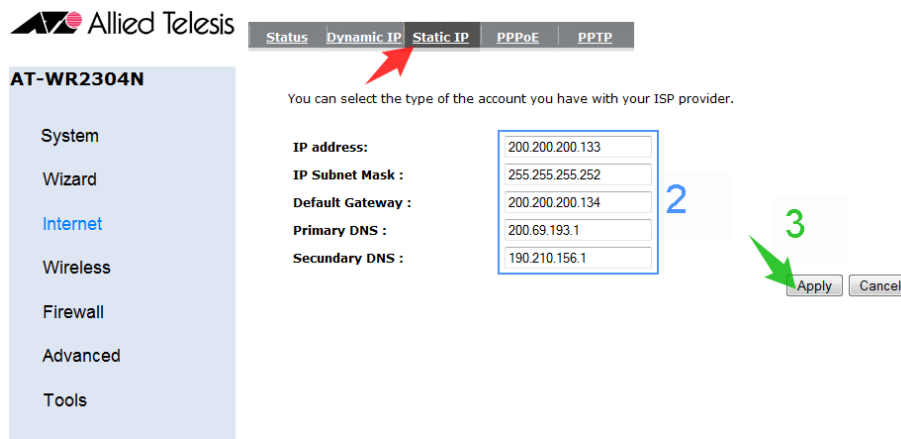 Allied Telesis
Status Dynamic IP Static IP PPPoE PPTP
AT-WR2304N
You can select the type of the account you have with your ISP provider.
System
Wizard
Internet
Wireless
Firewall
Advanced
Tools
IP address: 200.200.200.133
IP Subnet Mask : 255.255.255.252
Default Gateway : 200.200.200.134
Primary DNS : 200.69.193.1
Secundary DNS : 190.210.156.1
2
3
Apply Cancel